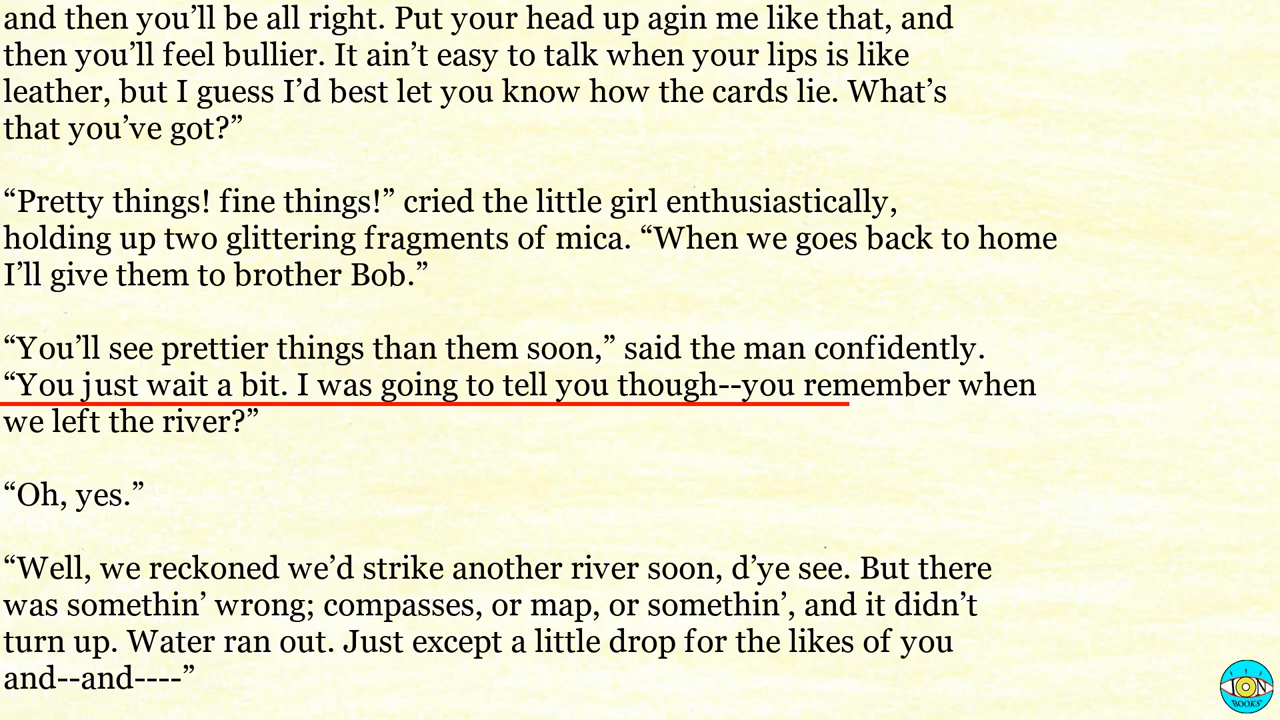 and then you’ll be all right. Put your head up agin me like that, and
then you’ll feel bullier. It ain’t easy to talk when your lips is like
leather, but I guess I’d best let you know how the cards lie. What’s
that you’ve got?”
“Pretty things! fine things!” cried the little girl enthusiastically,
holding up two glittering fragments of mica. “When we goes back to home
I’ll give them to brother Bob.”
“You’ll see prettier things than them soon,” said the man confidently.
“You just wait a bit. I was going to tell you though--you remember when
we left the river?”
“Oh, yes.”
“Well, we reckoned we’d strike another river soon, d’ye see. But there
was somethin’ wrong; compasses, or map, or somethin’, and it didn’t
turn up. Water ran out. Just except a little drop for the likes of you
and--and----”
ION
BOOKS